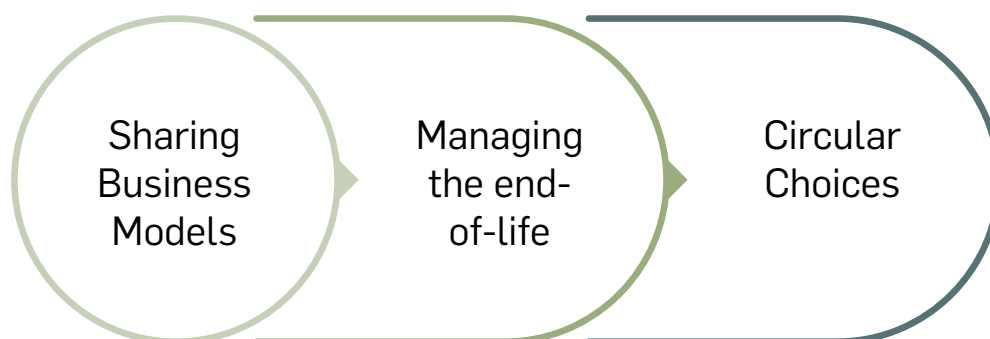 Sharing
Business
Models
Managing
the end-
of-life
Circular
Choices